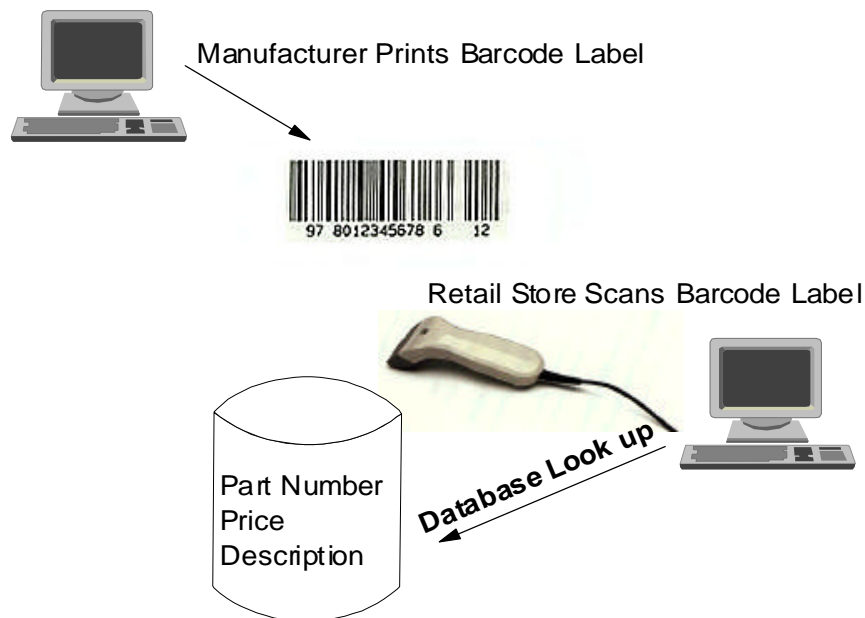 Manufacturer Prints Barcode Label
97 8012345678 6 12
Retail Store Scans Barcode Label
Database Look up
Part Number
Price
Description